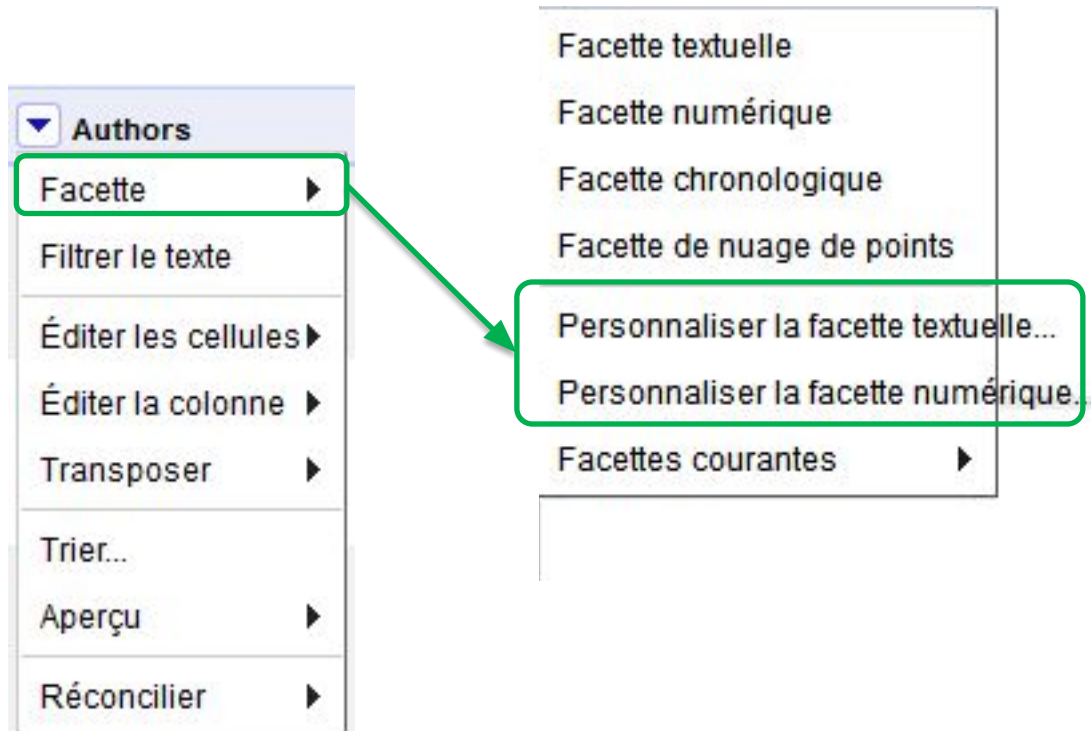 Authors
Facette
Filtrer le texte
Éditer les cellules
Éditer la colonne
Transposer
Trier...
Aperçu
Réconcilier
Facette textuelle
Facette numérique
Facette chronologique
Facette de nuage de points
Personnaliser la facette textuelle...
Personnaliser la facette numérique...
Facettes courantes